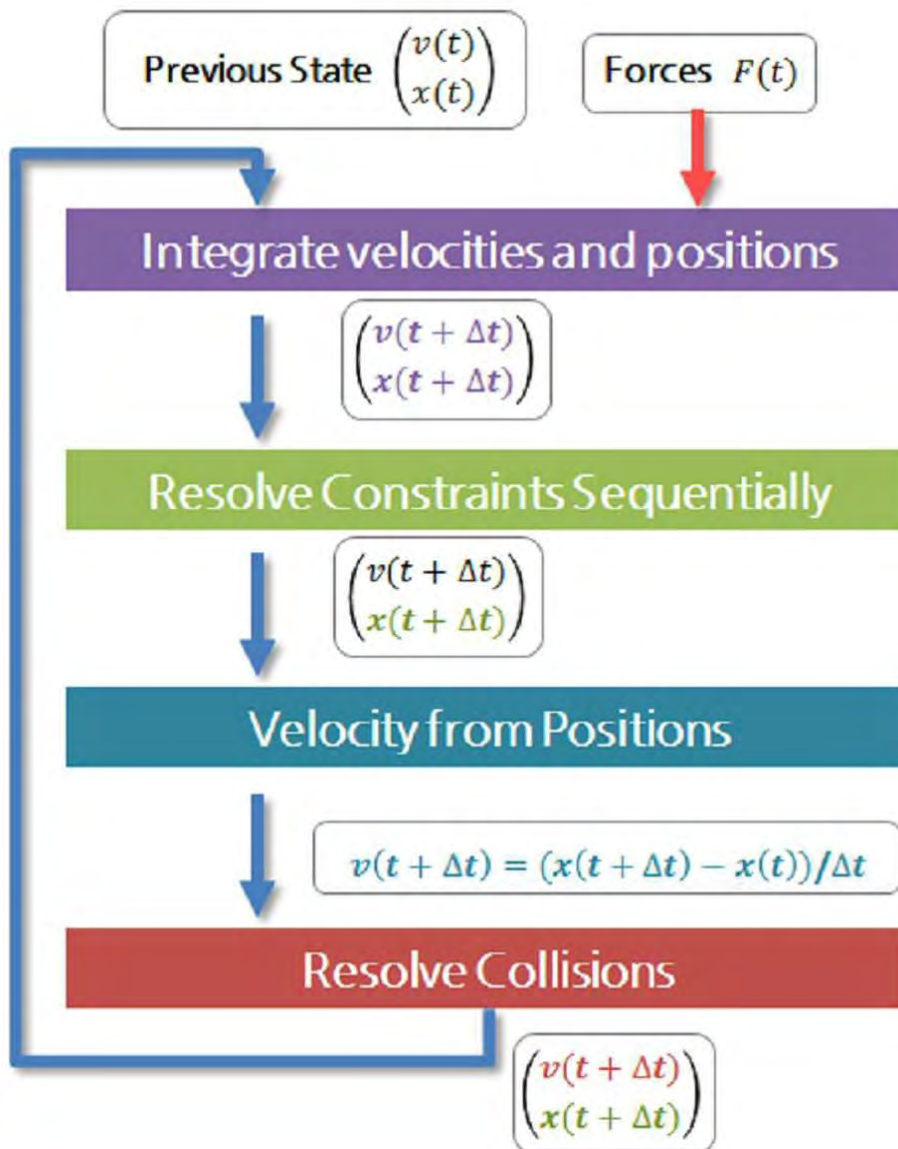 Previous State (v(t) x(t))
Forces F(t)
Integrate velocities and positions
(v(t + Δt)
x(t + Δt))
Resolve Constraints Sequentially
(v(t + Δt)
x(t + Δt))
Velocity from Positions
v(t + Δt) = (x(t + Δt) − x(t))/Δt
Resolve Collisions
(v(t + Δt)
x(t + Δt))